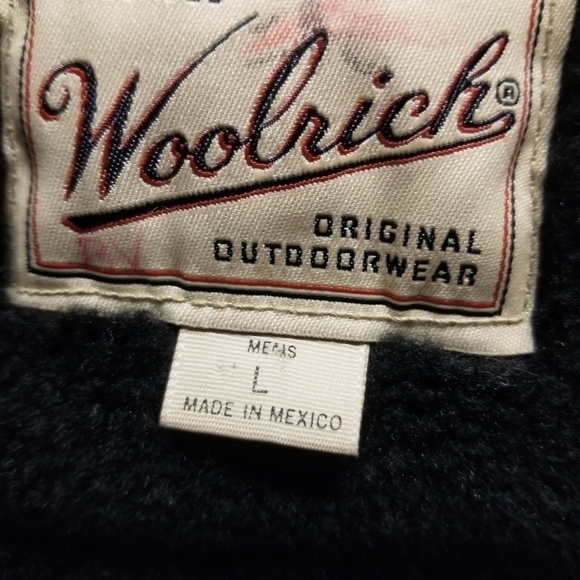 Woolrich®
ORIGINAL
OUTDOORWEAR
MENS
L
MADE IN MEXICO